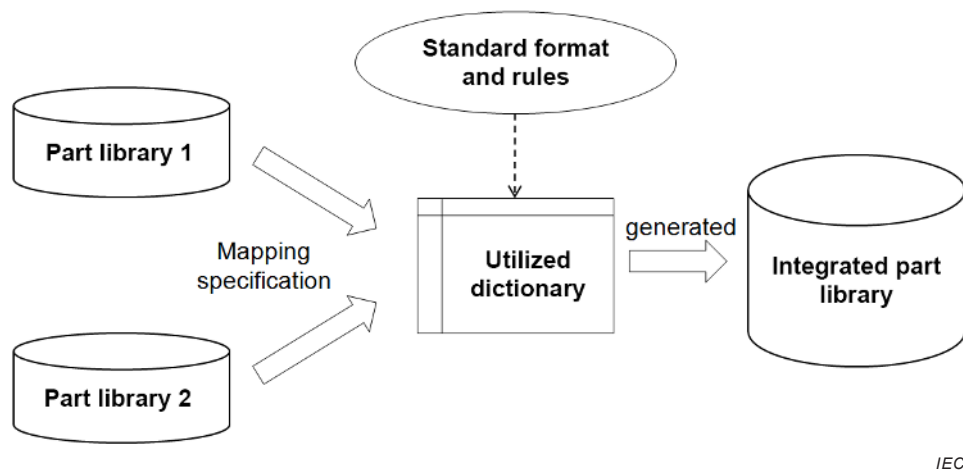 Standard format
and rules
Part library 1
Mapping
specification
Utilized
dictionary
generated
Integrated part
library
Part library 2
IEC